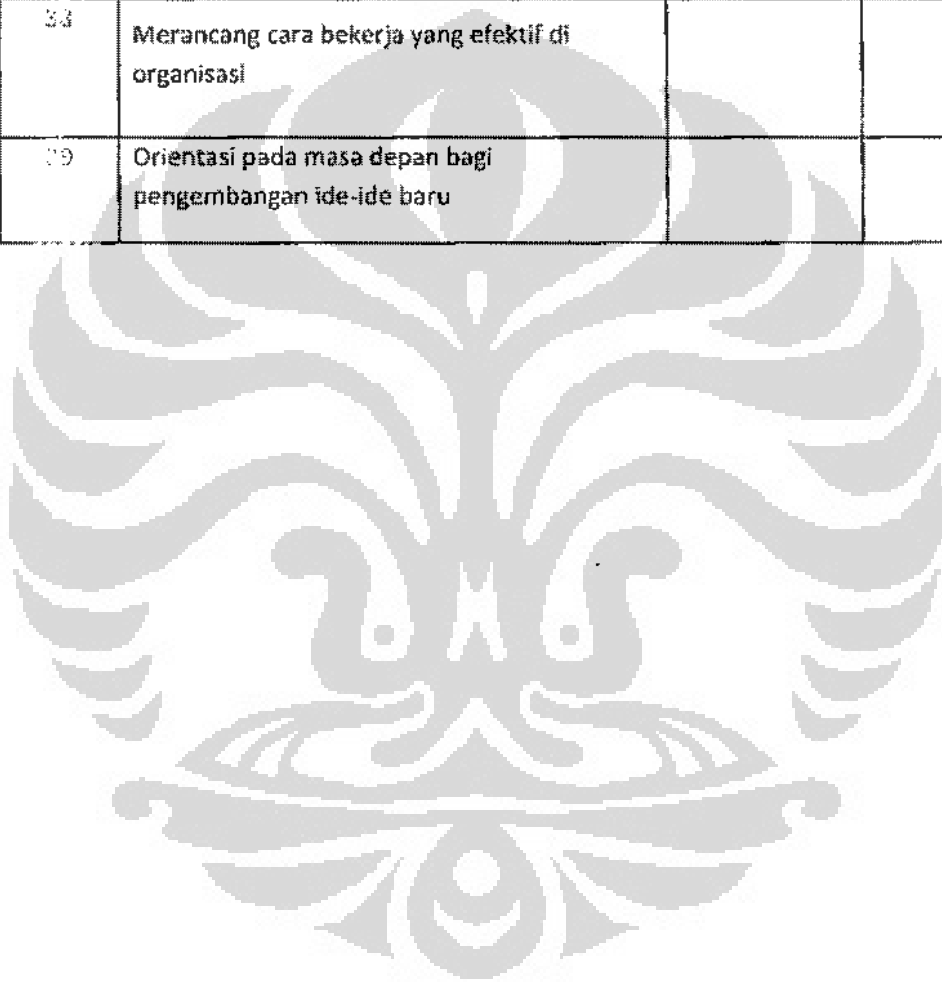 Merancang cara bekerja yang efektif di
organisasi
Orientasi pada masa depan bagi
pengembangan ide-ide baru